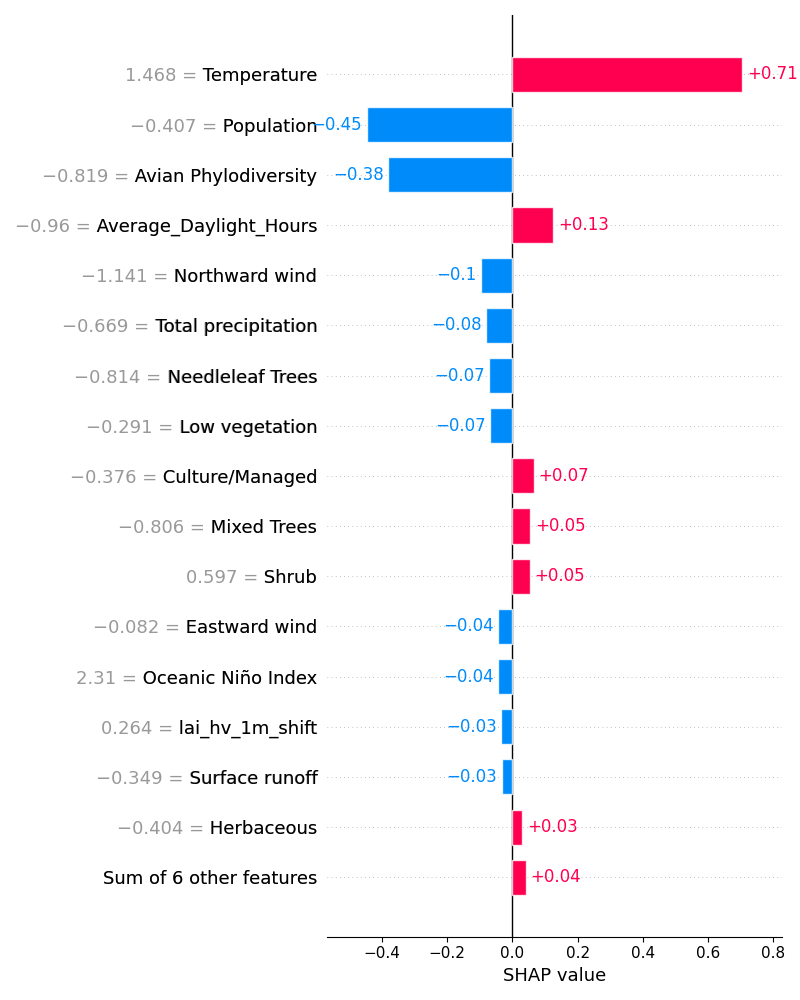 1.468 = Temperature +0.71
−0.407 = Population −0.45
−0.819 = Avian Phylodiversity −0.38
−0.96 = Average_Daylight_Hours +0.13
−1.141 = Northward wind −0.1
−0.669 = Total precipitation −0.08
−0.814 = Needleleaf Trees −0.07
−0.291 = Low vegetation −0.07
−0.376 = Culture/Managed +0.07
−0.806 = Mixed Trees +0.05
0.597 = Shrub +0.05
−0.082 = Eastward wind −0.04
2.31 = Oceanic Niño Index −0.04
0.264 = lai_hv_1m_shift −0.03
−0.349 = Surface runoff −0.03
−0.404 = Herbaceous +0.03
Sum of 6 other features +0.04
−0.4 −0.2 0.0 0.2 0.4 0.6 0.8
SHAP value